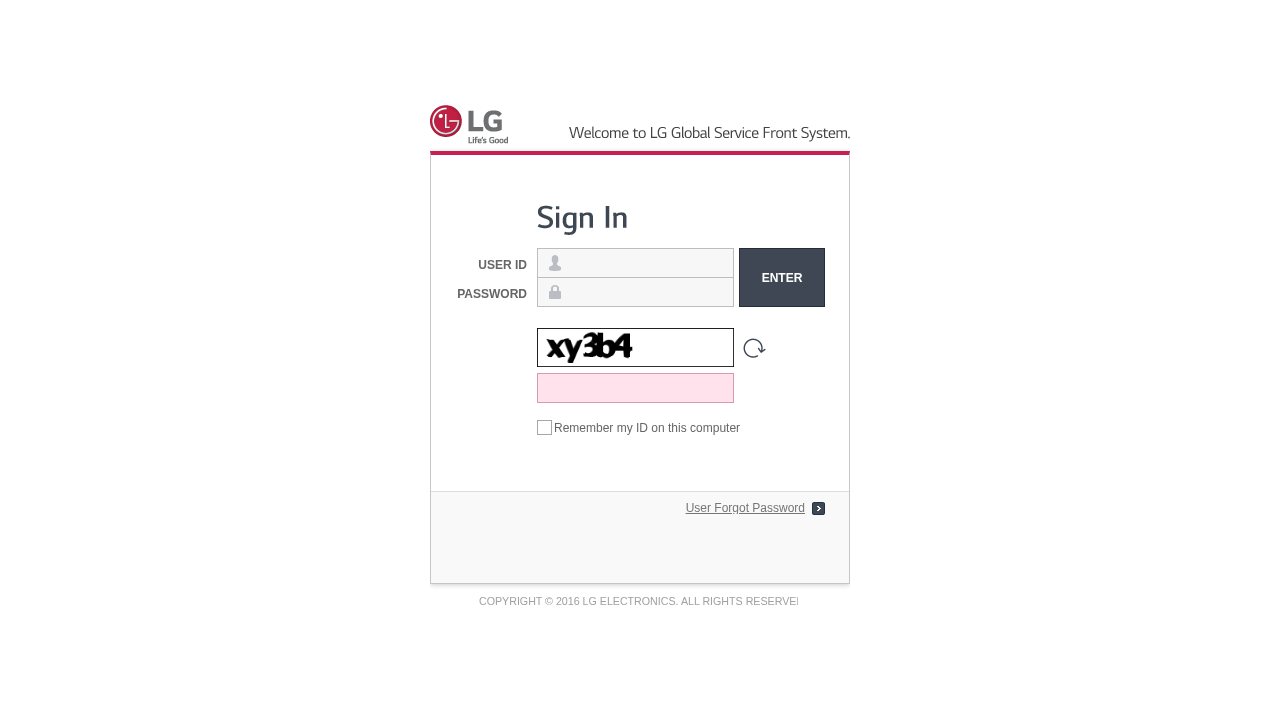 LG
Life's Good
Welcome to LG Global Service Front System.
Sign In
USER ID
PASSWORD
ENTER
xy3b4
Remember my ID on this computer
User Forgot Password
COPYRIGHT © 2016 LG ELECTRONICS. ALL RIGHTS RESERVE